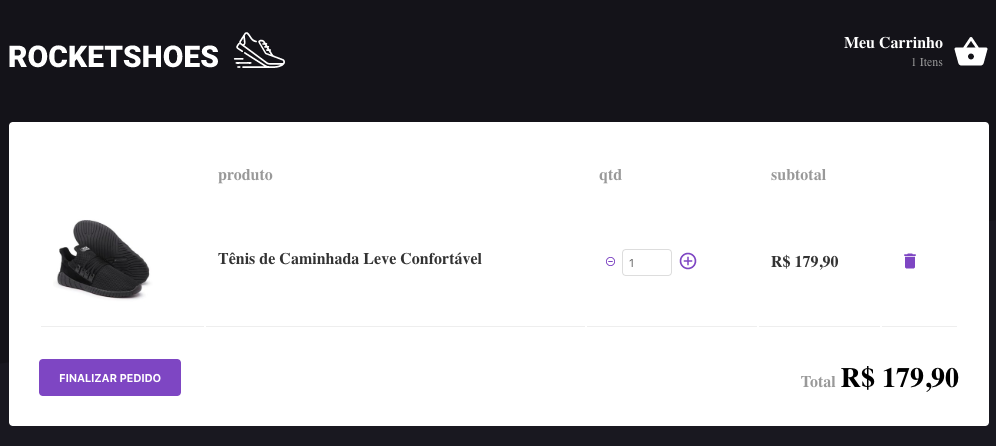 ROCKETSHOES
Meu Carrinho
1 Itens
produto qtd subtotal
Tênis de Caminhada Leve Confortável 1 R$ 179,90
FINALIZAR PEDIDO Total R$ 179,90